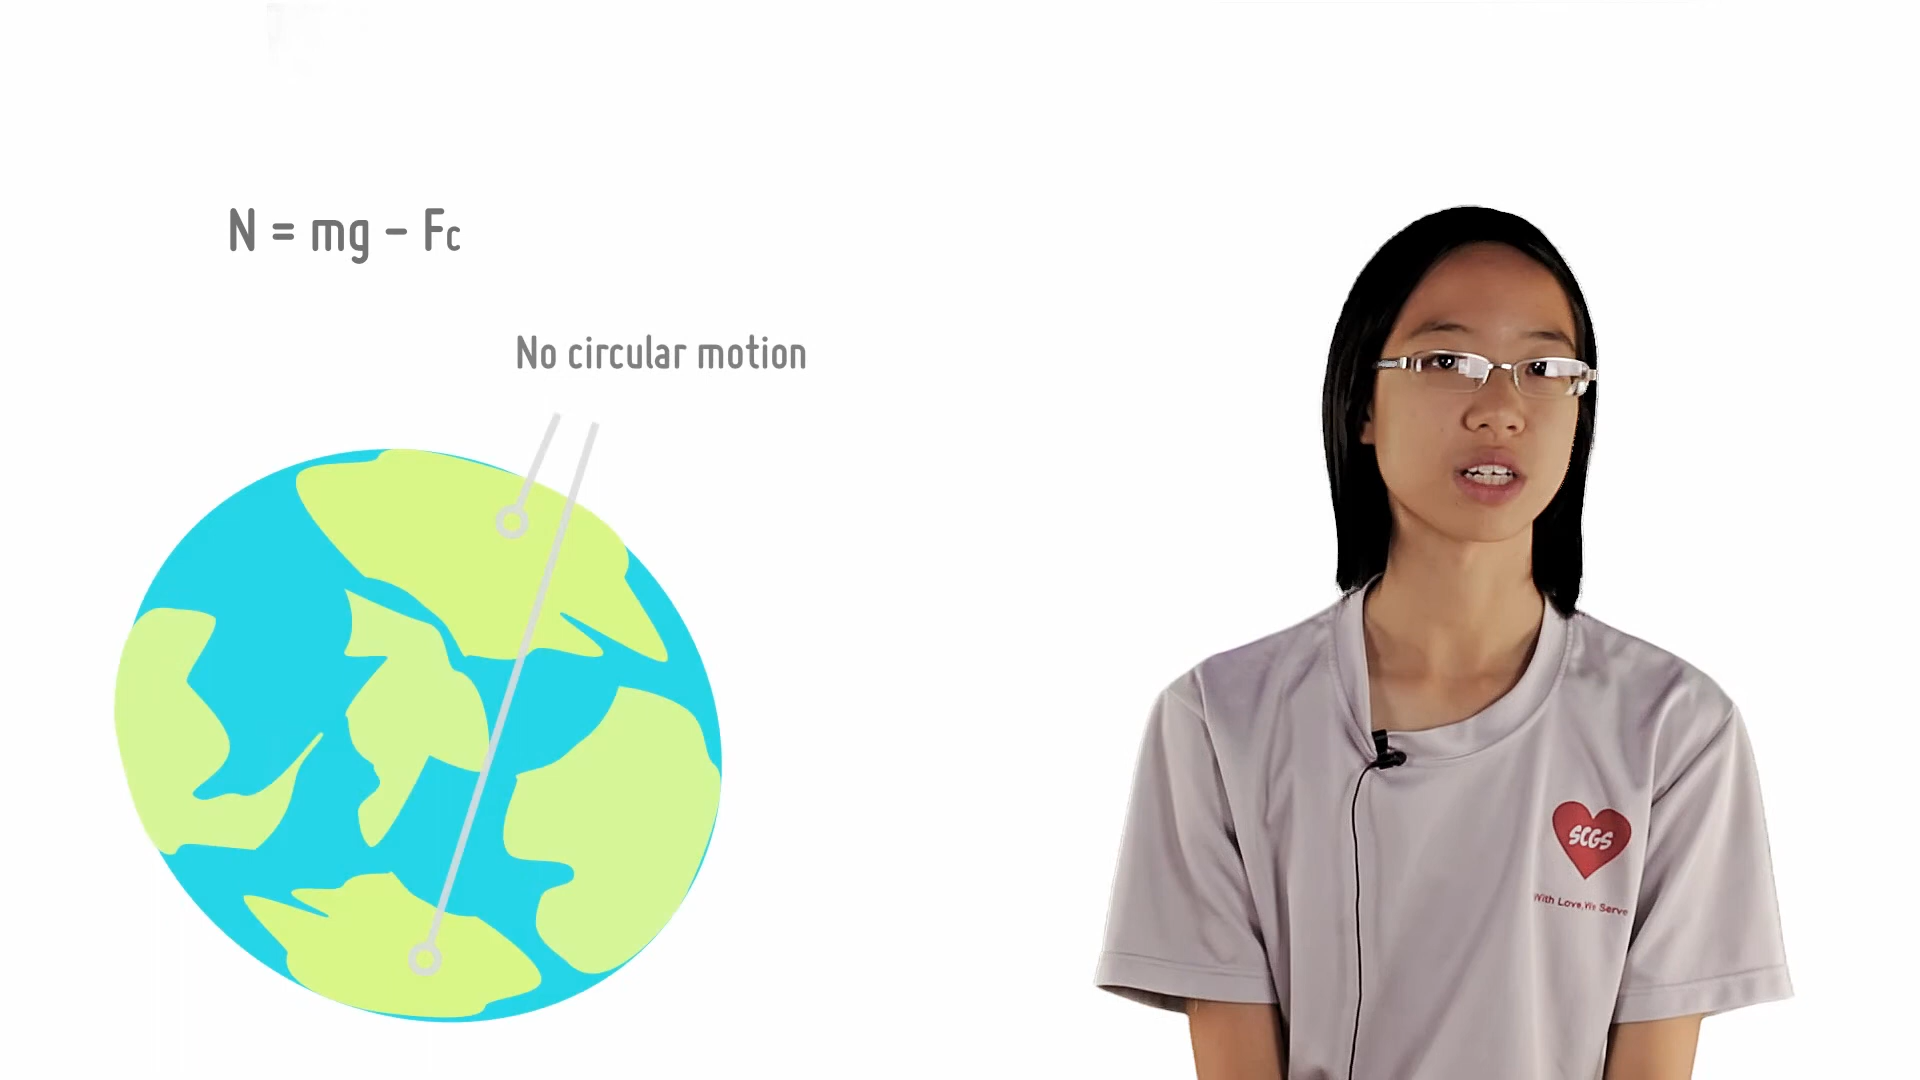 N = mg - Fc
No circular motion
SCGS
With Love, We Serve